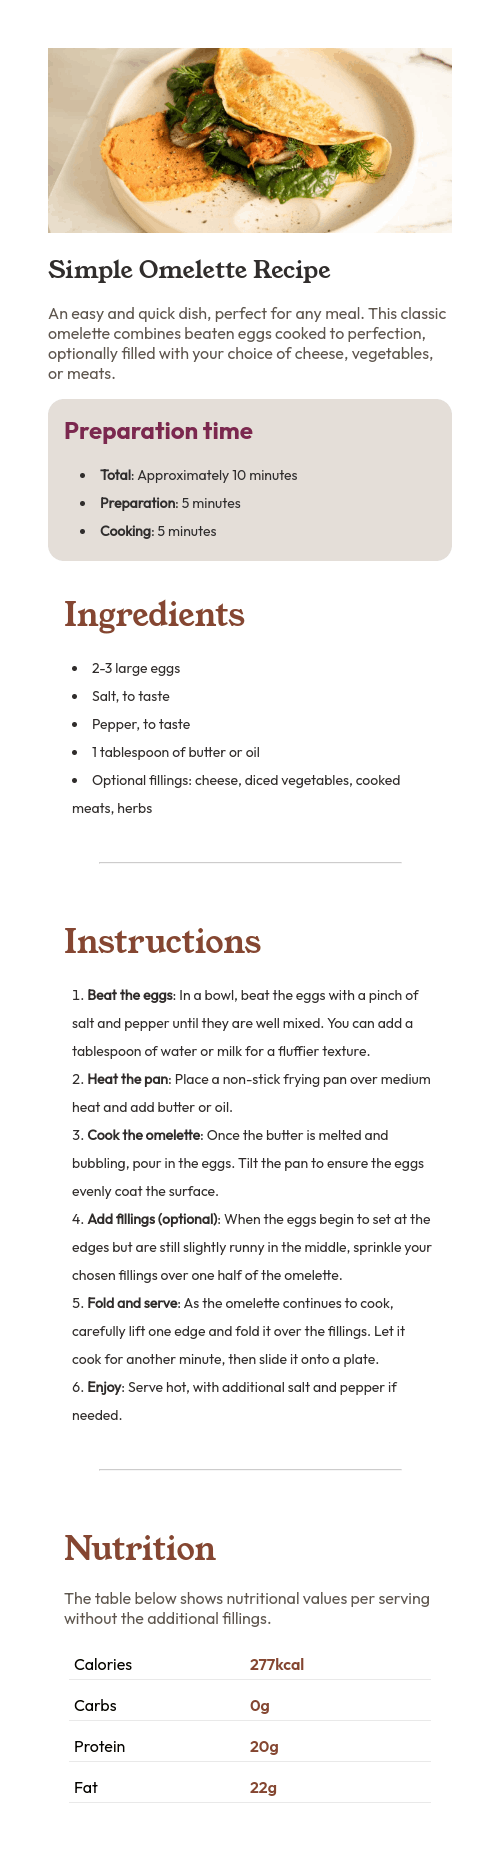 Simple Omelette Recipe
An easy and quick dish, perfect for any meal. This classic
omelette combines beaten eggs cooked to perfection,
optionally filled with your choice of cheese, vegetables,
or meats.
Preparation time
• Total: Approximately 10 minutes
• Preparation: 5 minutes
• Cooking: 5 minutes
Ingredients
• 2-3 large eggs
• Salt, to taste
• Pepper, to taste
• 1 tablespoon of butter or oil
• Optional fillings: cheese, diced vegetables, cooked
meats, herbs
Instructions
1. Beat the eggs: In a bowl, beat the eggs with a pinch of
salt and pepper until they are well mixed. You can add a
tablespoon of water or milk for a fluffier texture.
2. Heat the pan: Place a non-stick frying pan over medium
heat and add butter or oil.
3. Cook the omelette: Once the butter is melted and
bubbling, pour in the eggs. Tilt the pan to ensure the eggs
evenly coat the surface.
4. Add fillings (optional): When the eggs begin to set at the
edges but are still slightly runny in the middle, sprinkle your
chosen fillings over one half of the omelette.
5. Fold and serve: As the omelette continues to cook,
carefully lift one edge and fold it over the fillings. Let it
cook for another minute, then slide it onto a plate.
6. Enjoy: Serve hot, with additional salt and pepper if
needed.
Nutrition
The table below shows nutritional values per serving
without the additional fillings.
Calories 277kcal
Carbs 0g
Protein 20g
Fat 22g